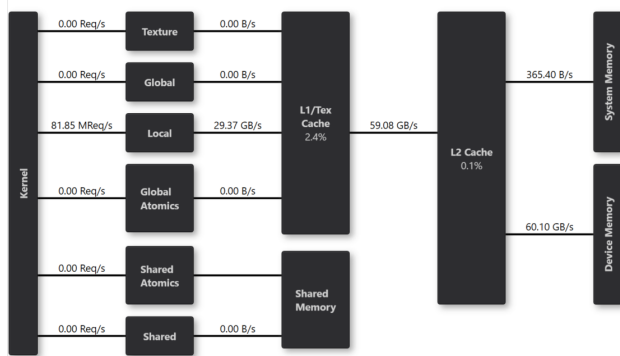 0.00 Req/s
Texture
0.00 B/s
0.00 Req/s
Global
0.00 B/s
81.85 MReq/s
Local
29.37 GB/s
0.00 Req/s
Global
Atomics
0.00 B/s
0.00 Req/s
Shared
Atomics
0.00 Req/s
Shared
0.00 B/s
Kernel
L1/Tex
Cache
2.4%
Shared
Memory
59.08 GB/s
L2 Cache
0.1%
365.40 B/s
System Memory
60.10 GB/s
Device Memory